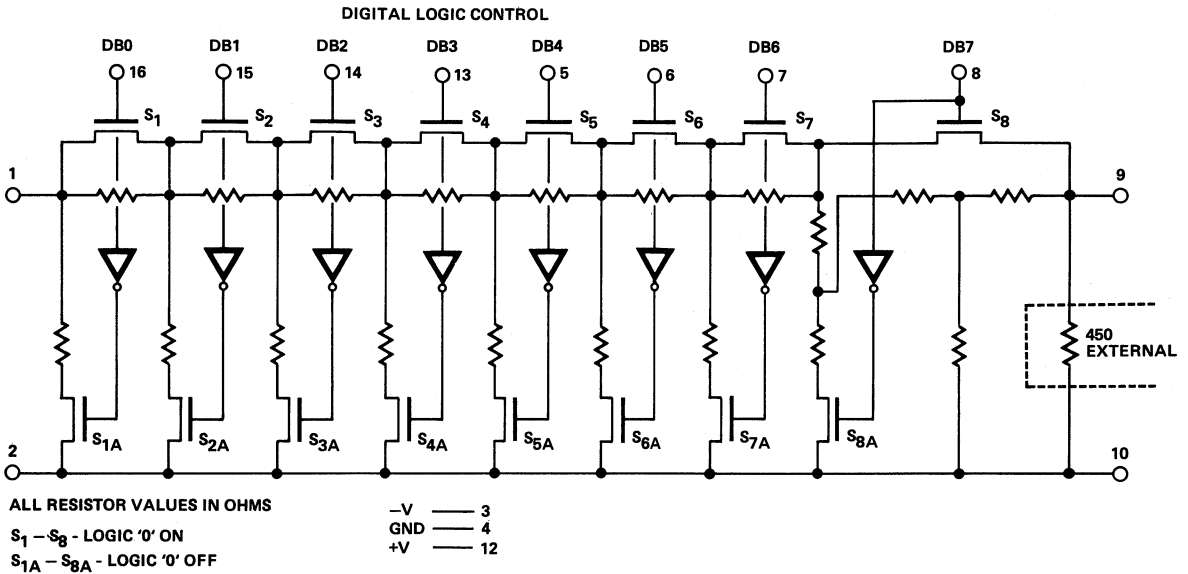 DIGITAL LOGIC CONTROL
DB0 DB1 DB2 DB3 DB4 DB5 DB6 DB7
16 15 14 13 5 6 7 8
S1 S2 S3 S4 S5 S6 S7 S8
1 9
450
EXTERNAL
S1A S2A S3A S4A S5A S6A S7A S8A
2 10
ALL RESISTOR VALUES IN OHMS
S1 – S8 - LOGIC '0' ON
S1A – S8A - LOGIC '0' OFF
–V 3
GND 4
+V 12